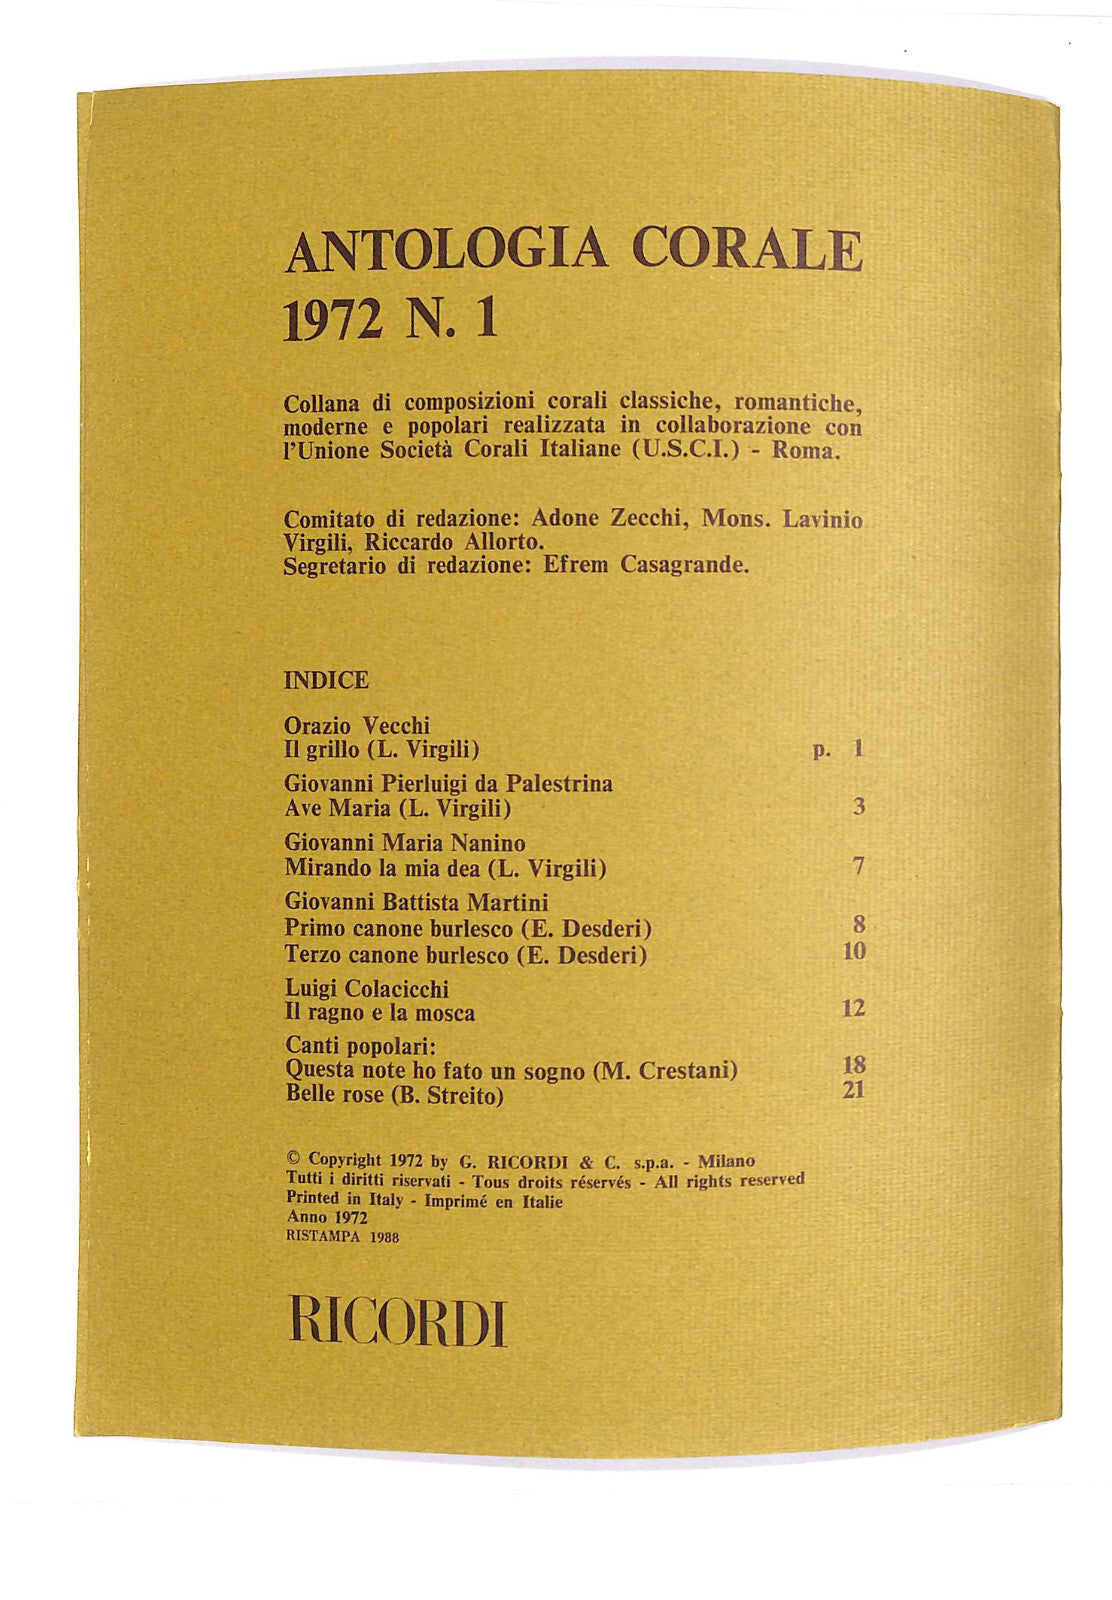 ANTOLOGIA CORALE
1972 N. 1
Collana di composizioni corali classiche, romantiche,
moderne e popolari realizzata in collaborazione con
l'Unione Società Corali Italiane (U.S.C.I.) - Roma.
Comitato di redazione: Adone Zecchi, Mons. Lavinio
Virgili, Riccardo Allorto.
Segretario di redazione: Efrem Casagrande.
INDICE
Orazio Vecchi
Il grillo (L. Virgili) p. 1
Giovanni Pierluigi da Palestrina
Ave Maria (L. Virgili) 3
Giovanni Maria Nanino
Mirando la mia dea (L. Virgili) 7
Giovanni Battista Martini
Primo canone burlesco (E. Desderi) 8
Terzo canone burlesco (E. Desderi) 10
Luigi Colacicchi
Il ragno e la mosca 12
Canti popolari:
Questa note ho fato un sogno (M. Crestani) 18
Belle rose (B. Streito) 21
© Copyright 1972 by G. RICORDI & C. s.p.a. - Milano
Tutti i diritti riservati - Tous droits réservés - All rights reserved
Printed in Italy - Imprimé en Italie
Anno 1972
RISTAMPA 1988
RICORDI